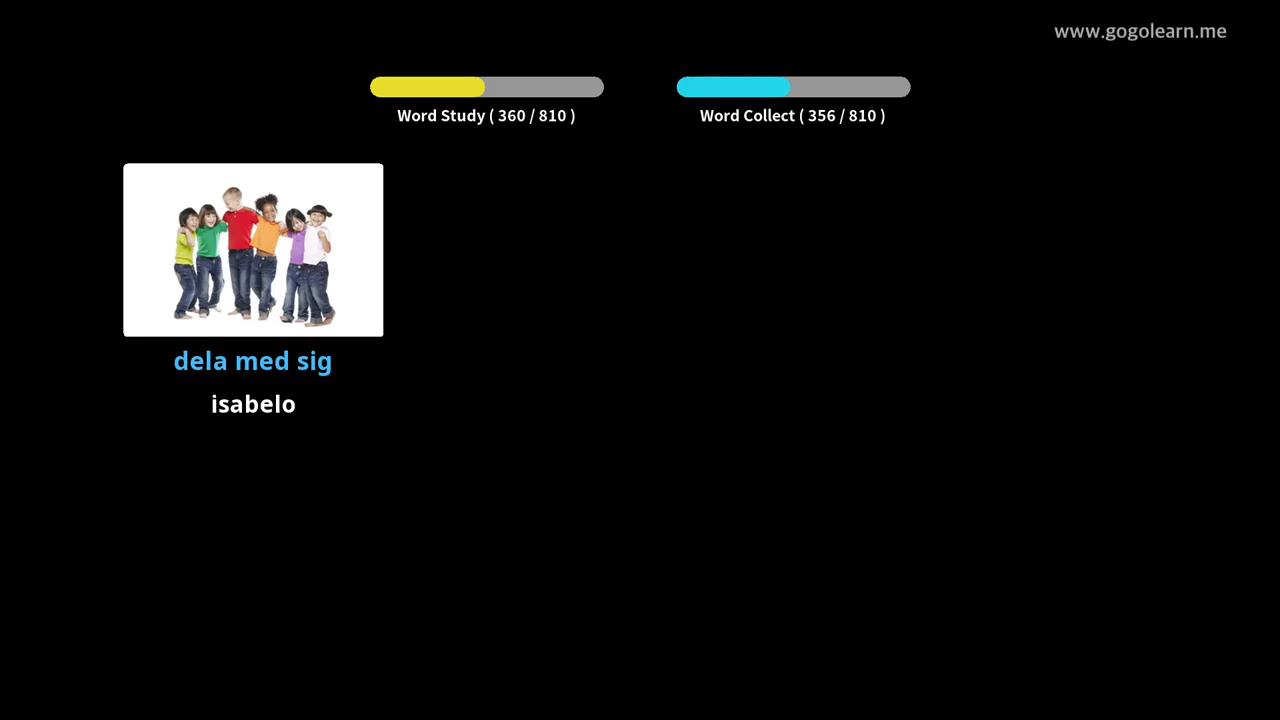 www.gogolearn.me
Word Study ( 360 / 810 )
Word Collect ( 356 / 810 )
dela med sig
isabelo